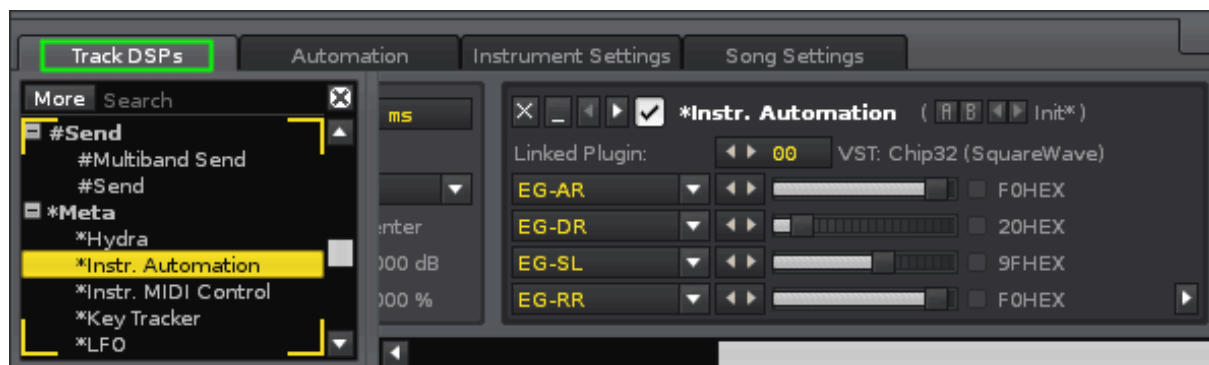 Track DSPs Automation Instrument Settings Song Settings
More Search
#Send
#Multiband Send
#Send
*Meta
*Hydra
*Instr. Automation
*Instr. MIDI Control
*Key Tracker
*LFO
ms
enter
000 dB
000 %
*Instr. Automation ( A B Init* )
Linked Plugin: 00 VST: Chip32 (SquareWave)
EG-AR F0HEX
EG-DR 20HEX
EG-SL 9FHEX
EG-RR F0HEX